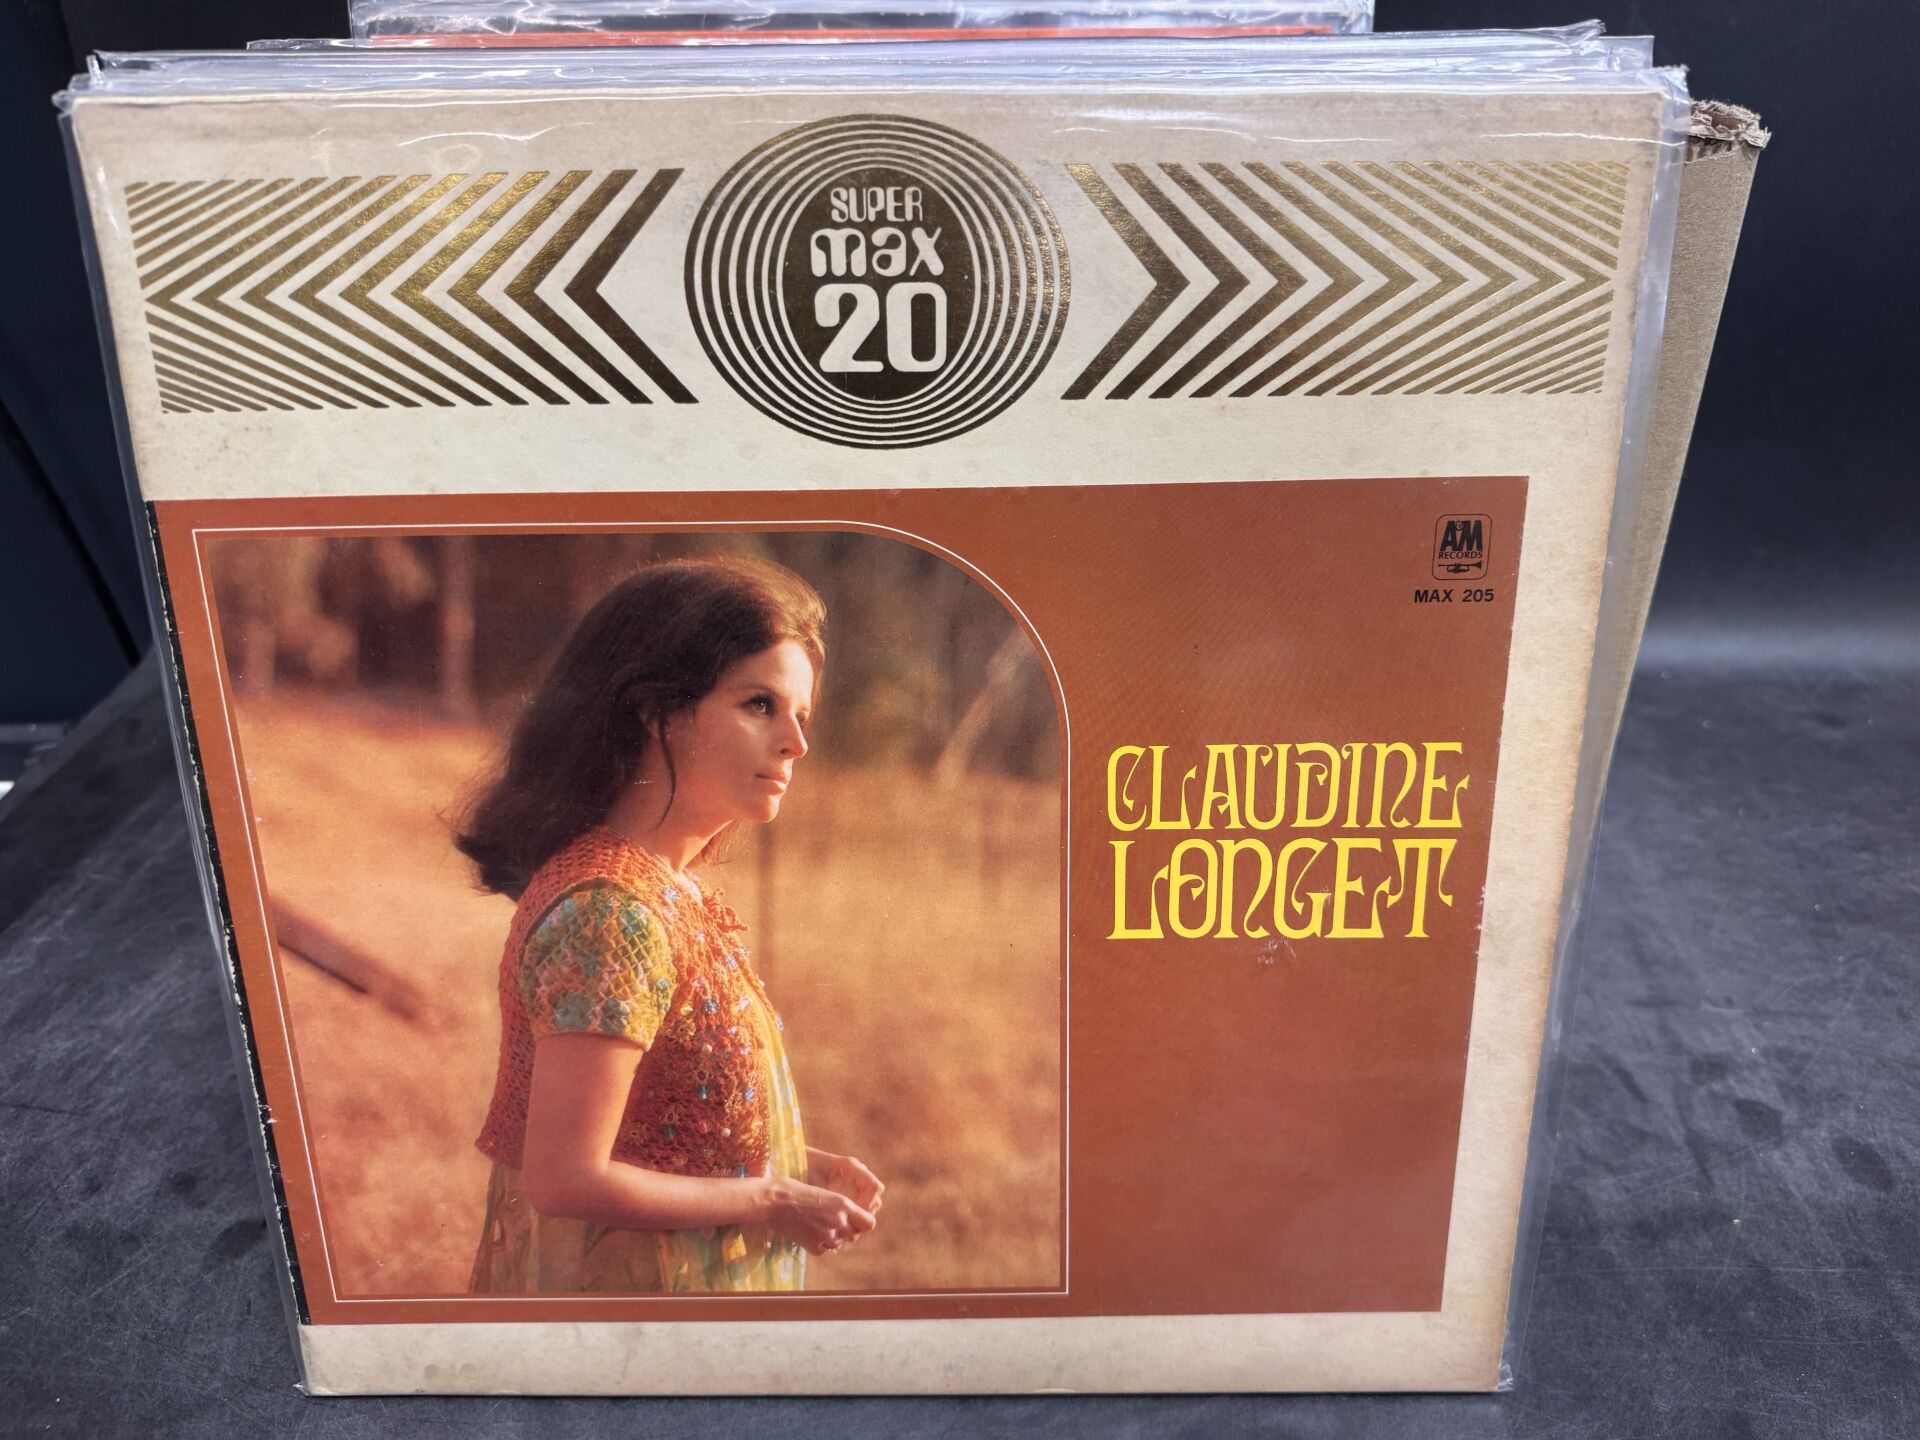 SUPER
max
20
A&M
RECORDS
MAX 205
CLAUDINE
LONGET